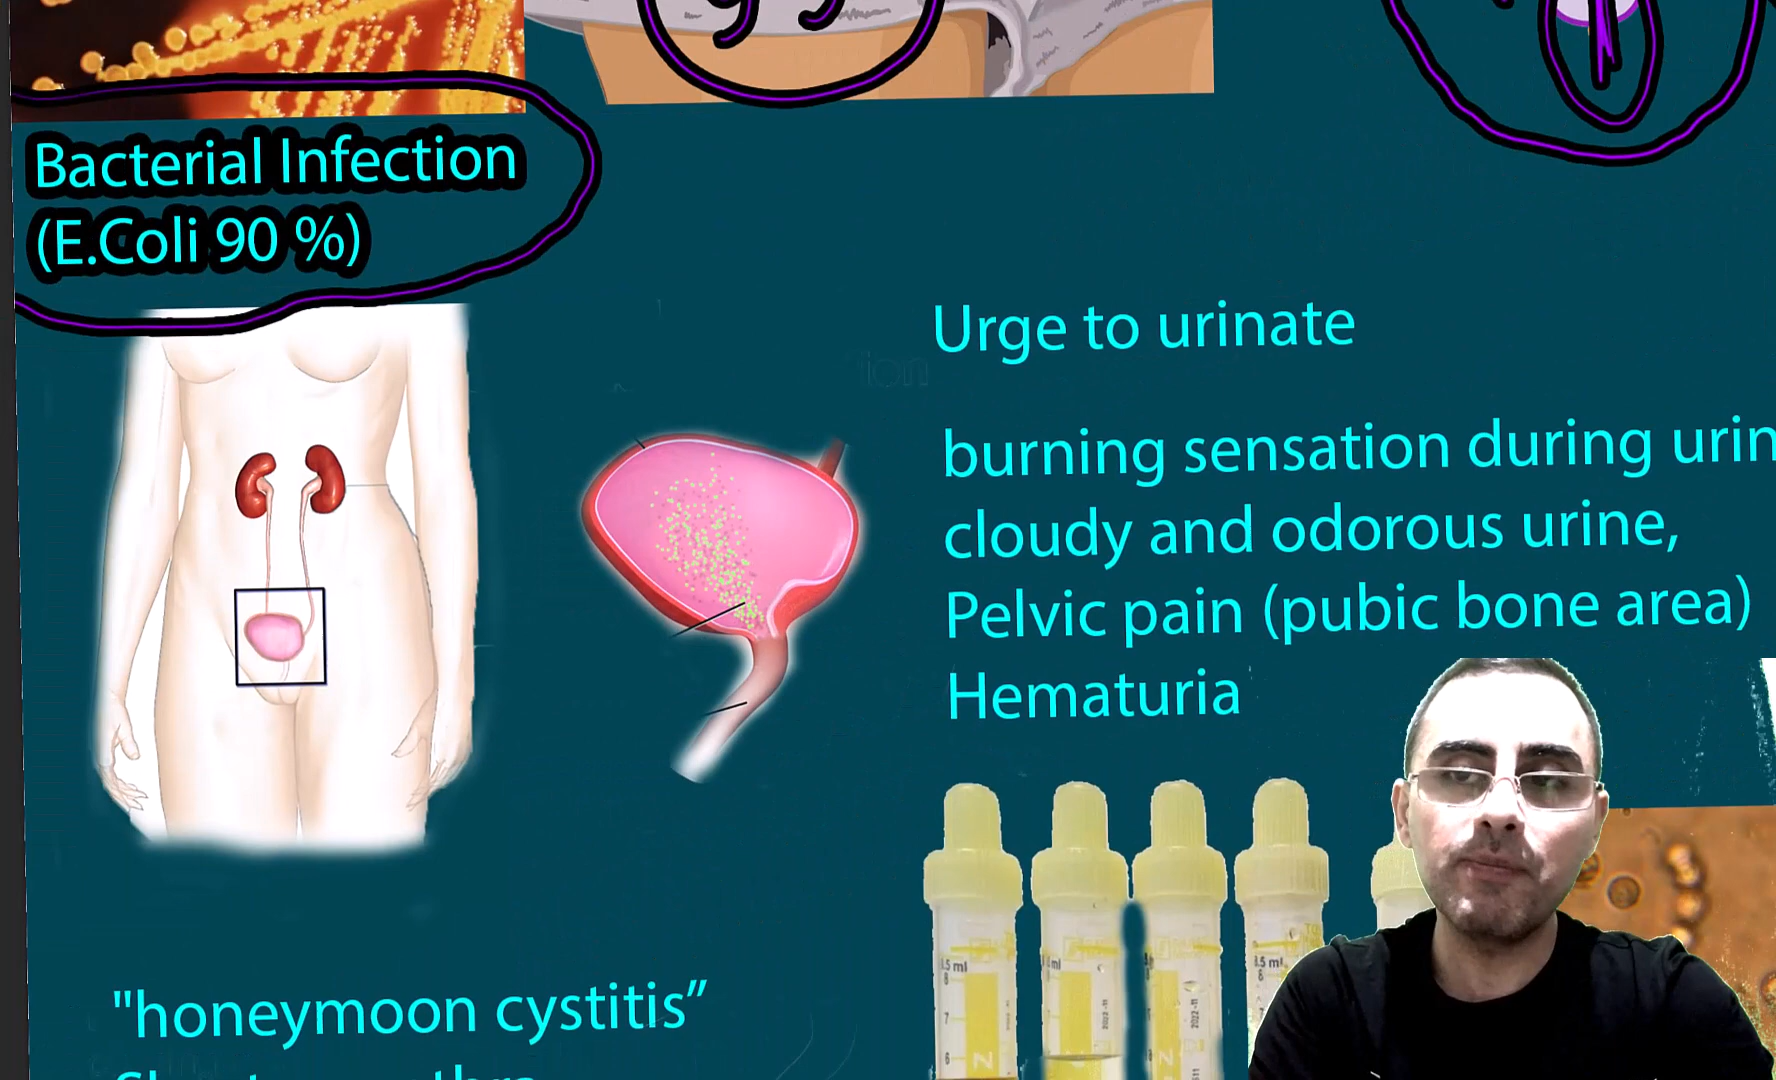 Bacterial Infection
(E.Coli 90 %)
Urge to urinate
burning sensation during urin
cloudy and odorous urine,
Pelvic pain (pubic bone area)
Hematuria
"honeymoon cystitis”